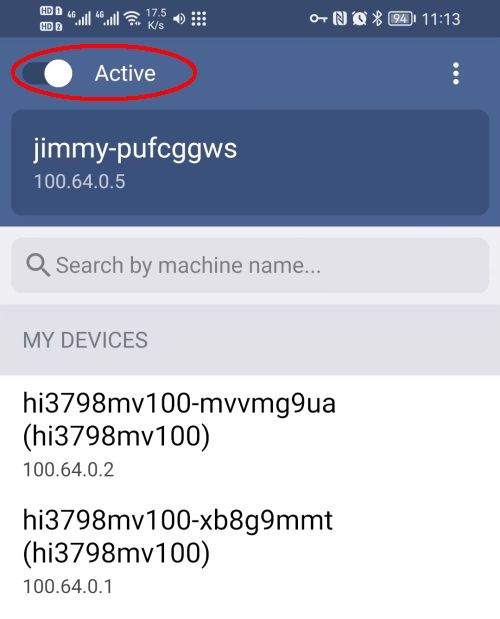 HD 1 4G 4G 17.5 94 11:13
HD 2 K/s
Active
jimmy-pufcggws
100.64.0.5
Search by machine name...
MY DEVICES
hi3798mv100-mvvmg9ua
(hi3798mv100)
100.64.0.2
hi3798mv100-xb8g9mmt
(hi3798mv100)
100.64.0.1